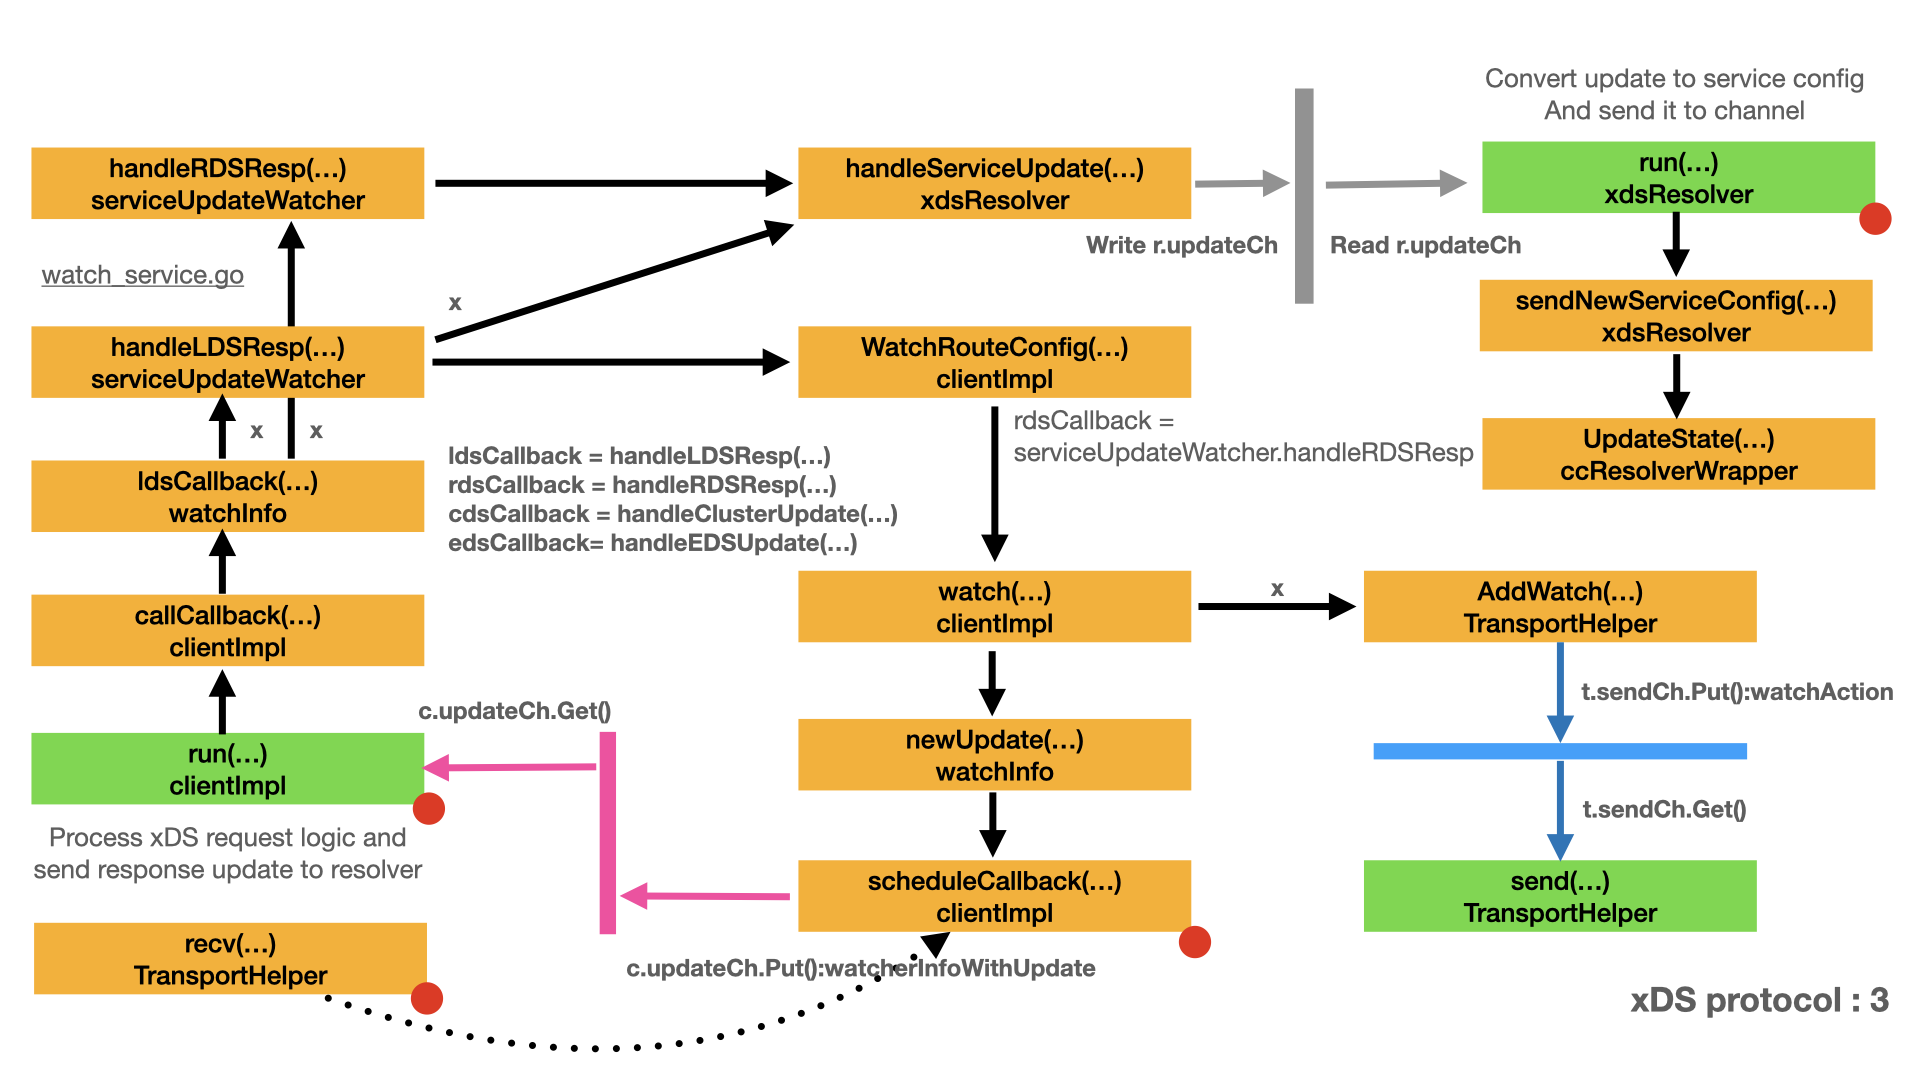 Convert update to service config
And send it to channel
handleRDSResp(…)
serviceUpdateWatcher
handleServiceUpdate(…)
xdsResolver
run(…)
xdsResolver
Write r.updateCh
Read r.updateCh
watch_service.go
x
sendNewServiceConfig(…)
xdsResolver
handleLDSResp(…)
serviceUpdateWatcher
WatchRouteConfig(…)
clientImpl
x
x
rdsCallback =
serviceUpdateWatcher.handleRDSResp
UpdateState(…)
ccResolverWrapper
ldsCallback = handleLDSResp(…)
rdsCallback = handleRDSResp(…)
cdsCallback = handleClusterUpdate(…)
edsCallback= handleEDSUpdate(…)
ldsCallback(…)
watchInfo
callCallback(…)
clientImpl
watch(…)
clientImpl
x
AddWatch(…)
TransportHelper
t.sendCh.Put():watchAction
c.updateCh.Get()
run(…)
clientImpl
newUpdate(…)
watchInfo
t.sendCh.Get()
Process xDS request logic and
send response update to resolver
scheduleCallback(…)
clientImpl
send(…)
TransportHelper
recv(…)
TransportHelper
c.updateCh.Put():watcherInfoWithUpdate
xDS protocol : 3